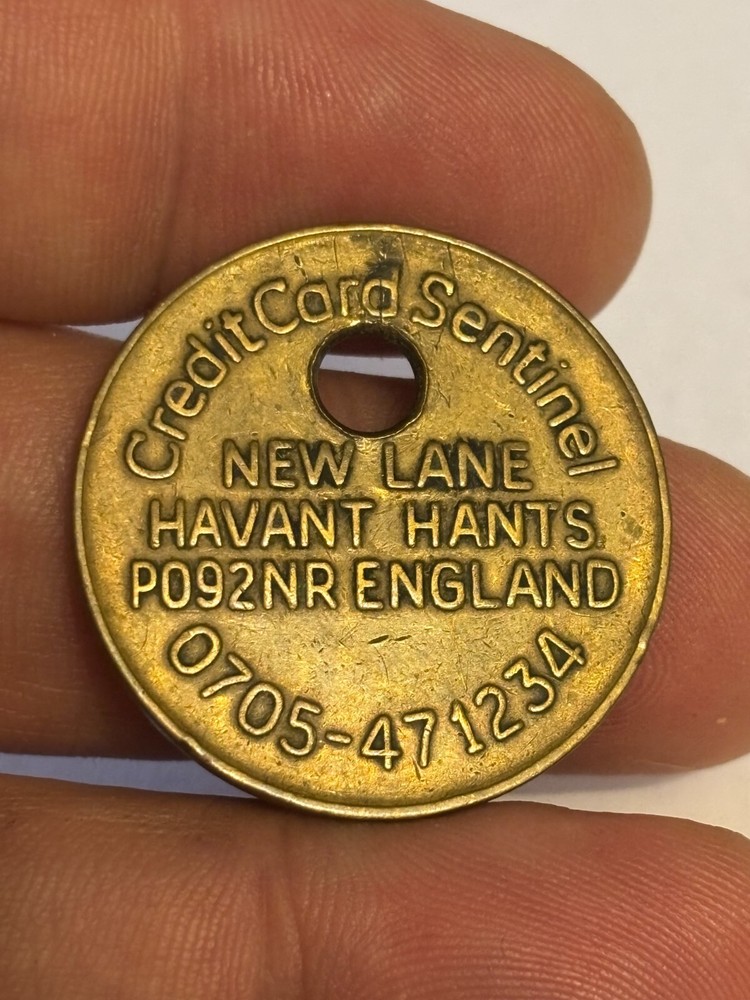 Credit Card Sentinel
NEW LANE
HAVANT HANTS
PO92NR ENGLAND
0705-471234